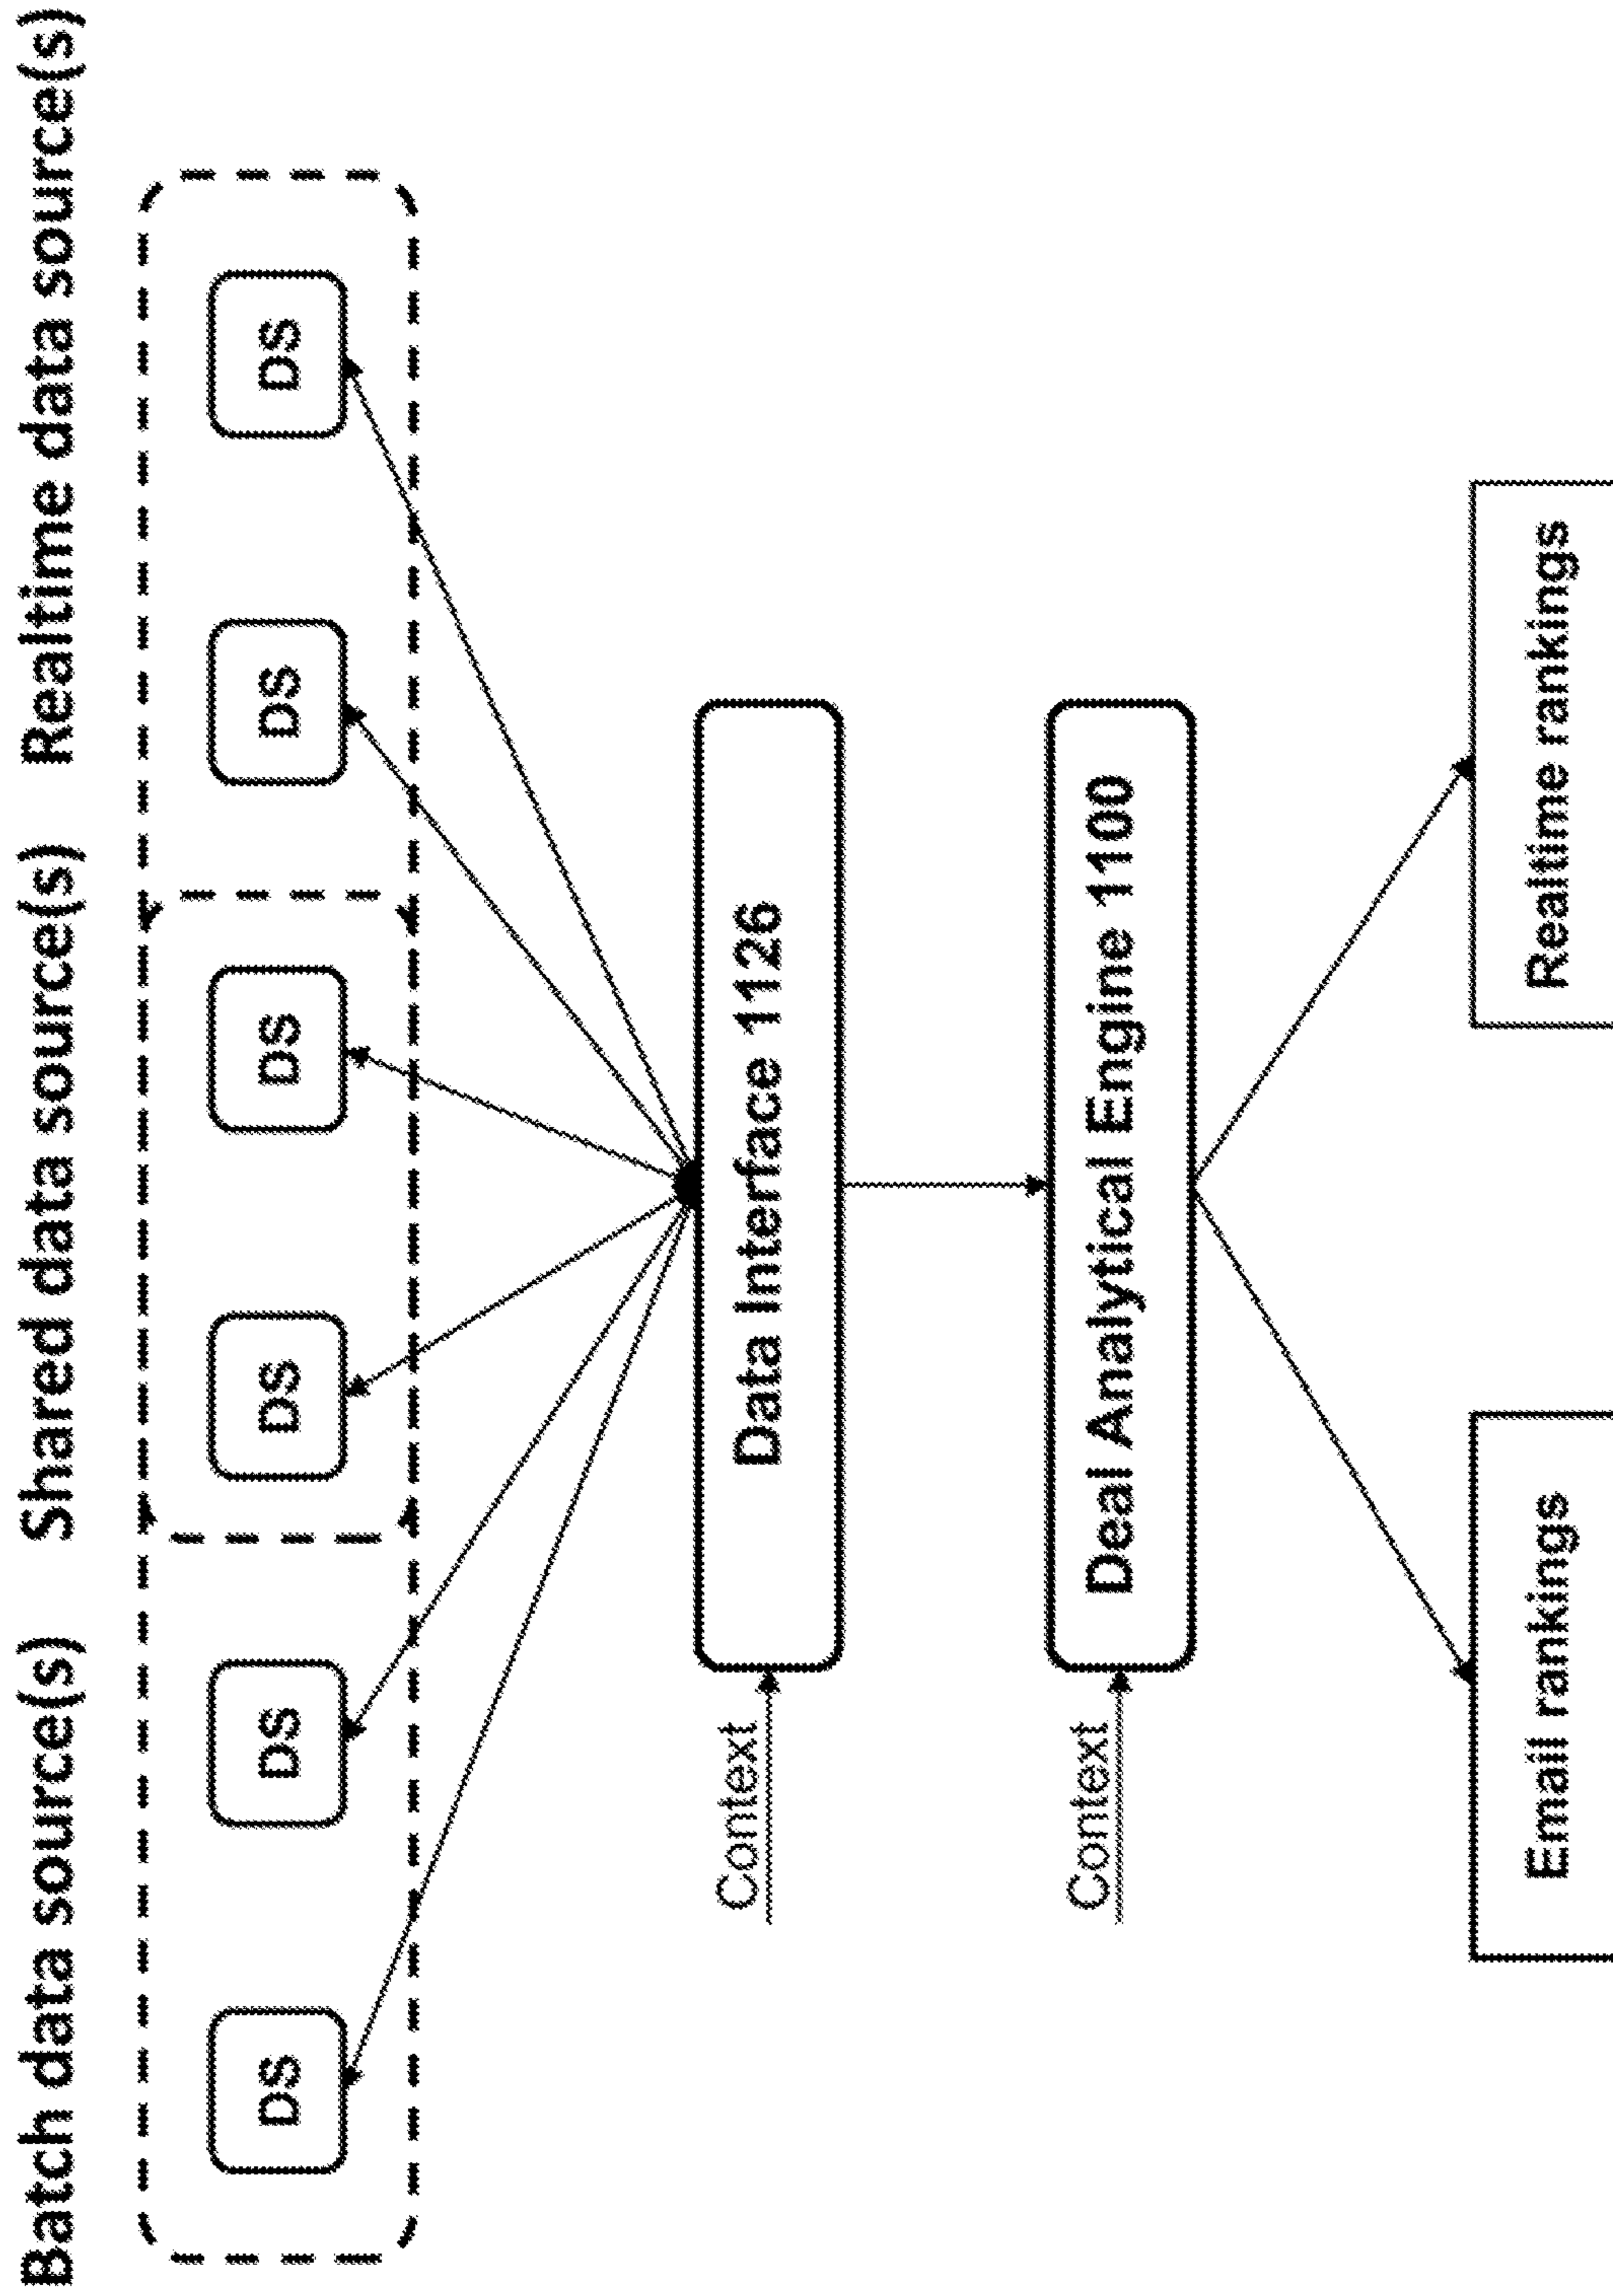 Batch data source(s) Shared data source(s) Realtime data source(s)
DS DS DS DS DS DS
Context Data Interface 1126
Context Deal Analytical Engine 1100
Email rankings Realtime rankings